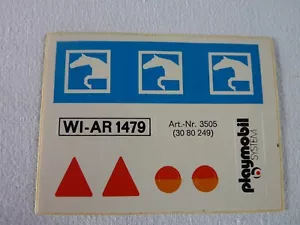 WI-AR 1479
Art.-Nr. 3505
(30 80 249)
playmobil
SYSTEM